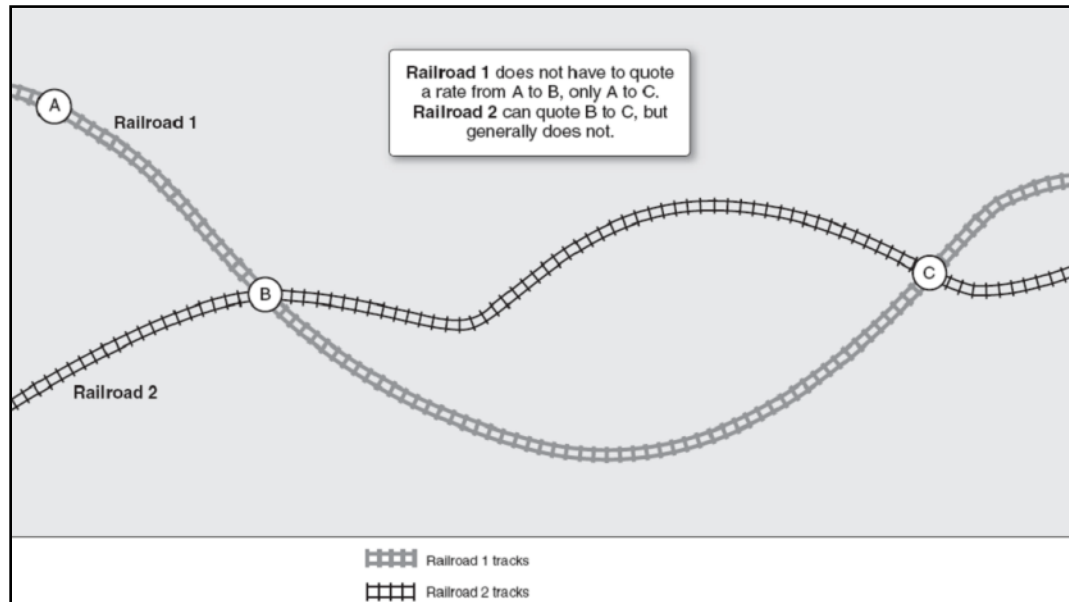 Railroad 1 does not have to quote
a rate from A to B, only A to C.
Railroad 2 can quote B to C, but
generally does not.
A
Railroad 1
B
C
Railroad 2
Railroad 1 tracks
Railroad 2 tracks